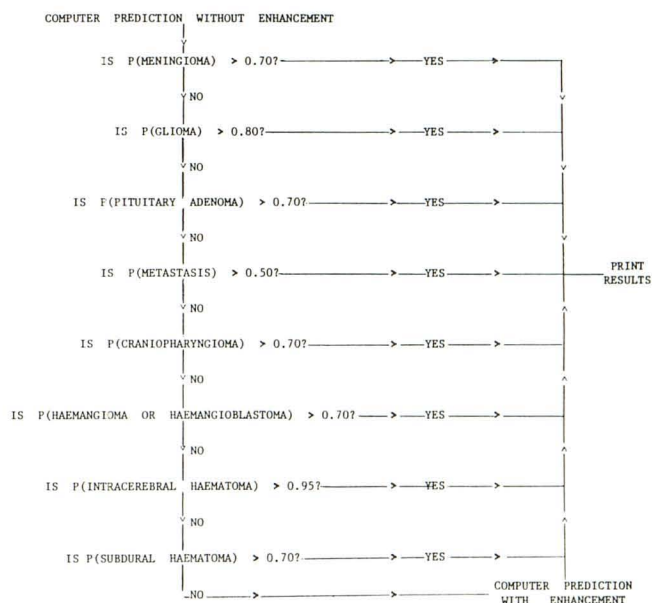 COMPUTER PREDICTION WITHOUT ENHANCEMENT
IS P(MENINGIOMA) > 0.70? > YES >
NO
IS P(GLIOMA) > 0.80? > YES >
NO
IS P(PITUITARY ADENOMA) > 0.70? > YES >
NO
IS P(METASTASIS) > 0.50? > YES >
PRINT
RESULTS
NO
IS P(CRANIOPHARYNGIOMA) > 0.70? > YES >
NO
IS P(HAEMANGIOMA OR HAEMANGIOBLASTOMA) > 0.70? > YES >
NO
IS P(INTRACEREBRAL HAEMATOMA) > 0.95? > YES >
NO
IS P(SUBDURAL HAEMATOMA) > 0.70? > YES >
NO > > COMPUTER PREDICTION
WITH ENHANCEMENT